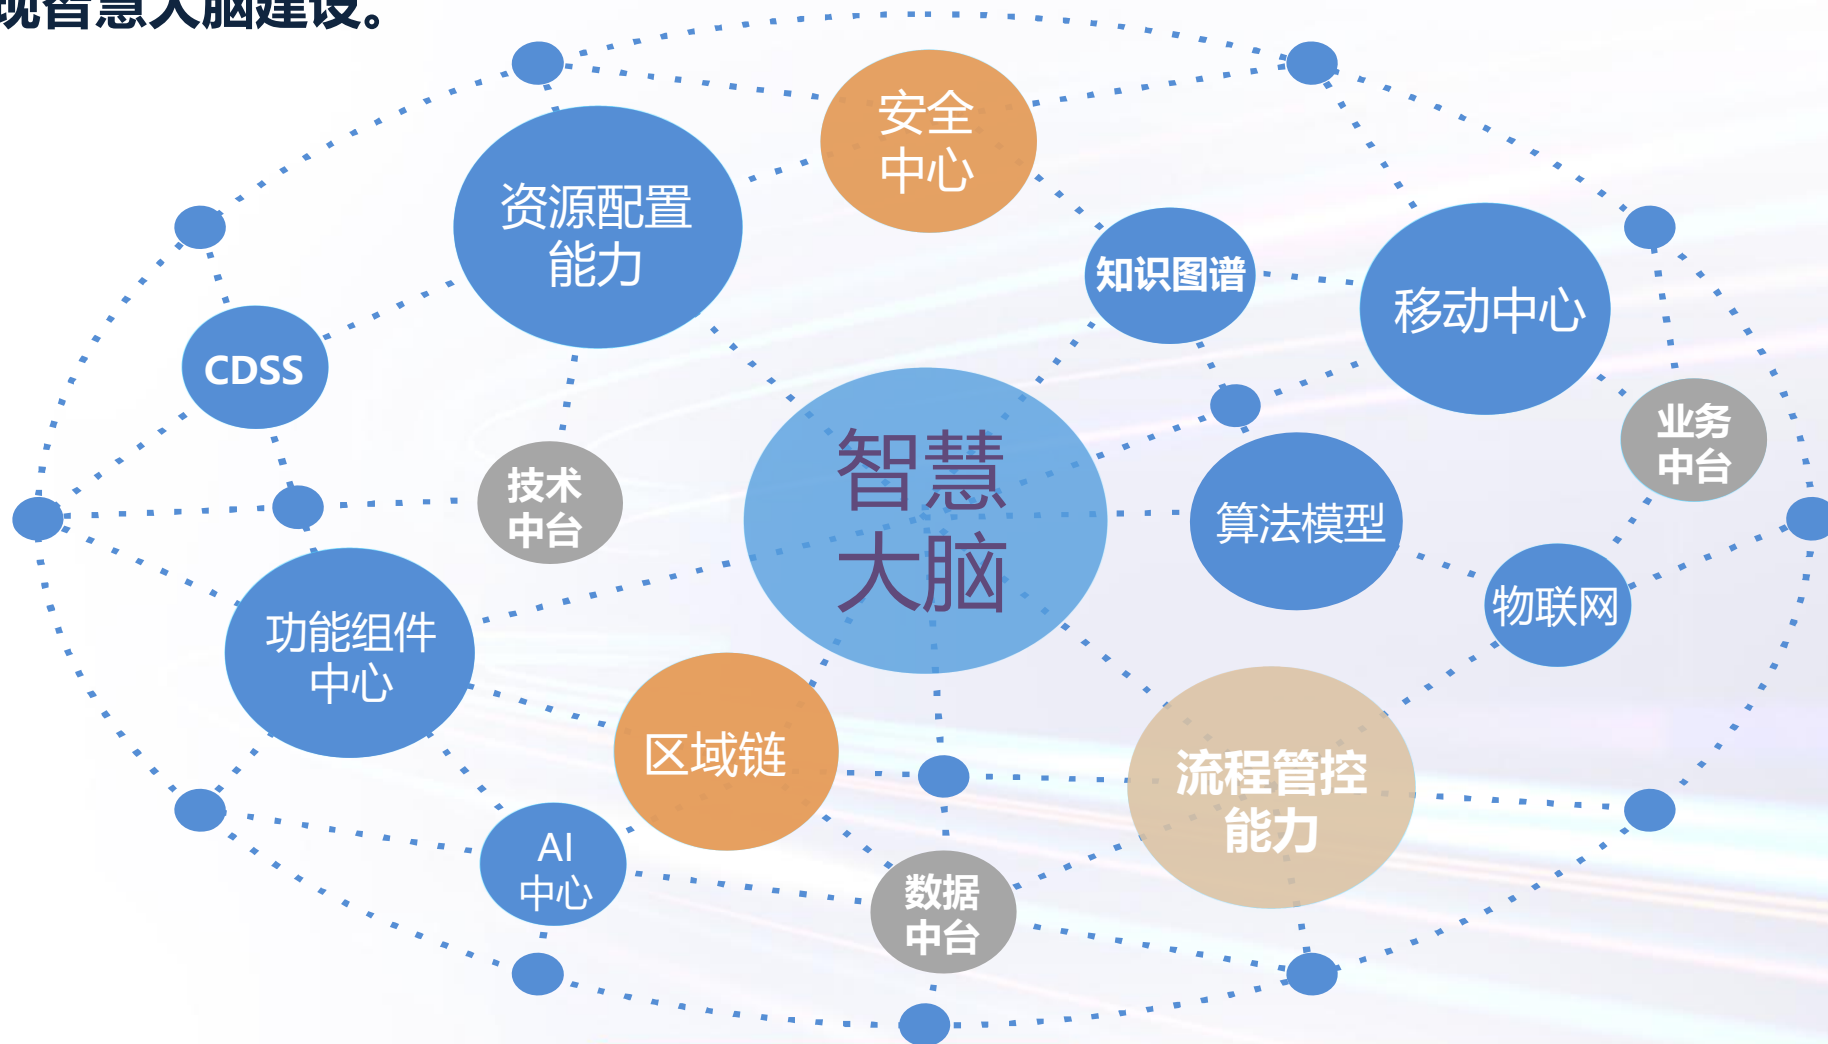 现智慧大脑建设。
安全
中心
资源配置
能力
知识图谱
移动中心
CDSS
业务
中台
智慧
大脑
技术
中台
算法模型
物联网
功能组件
中心
区域链
流程管控
能力
AI
中心
数据
中台